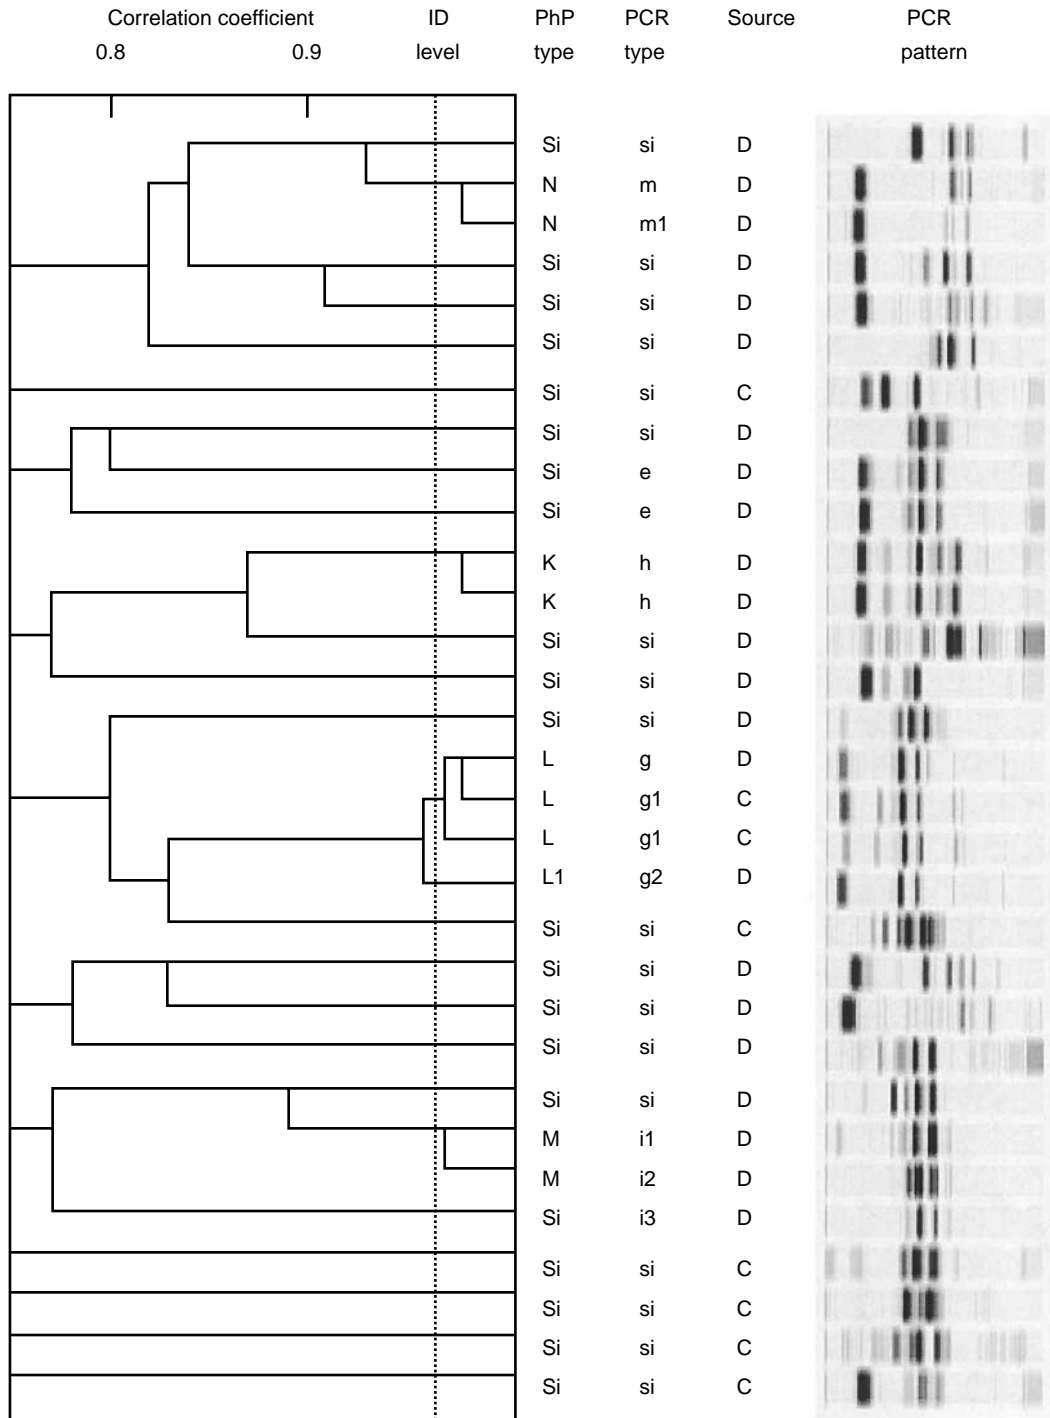 Correlation coefficient ID PhP PCR Source PCR
0.8 0.9 level type type pattern
Si si D
N m D
N m1 D
Si si D
Si si D
Si si D
Si si C
Si si D
Si e D
Si e D
K h D
K h D
Si si D
Si si D
Si si D
L g D
L g1 C
L g1 C
L1 g2 D
Si si C
Si si D
Si si D
Si si D
Si si D
M i1 D
M i2 D
Si i3 D
Si si C
Si si C
Si si C
Si si C